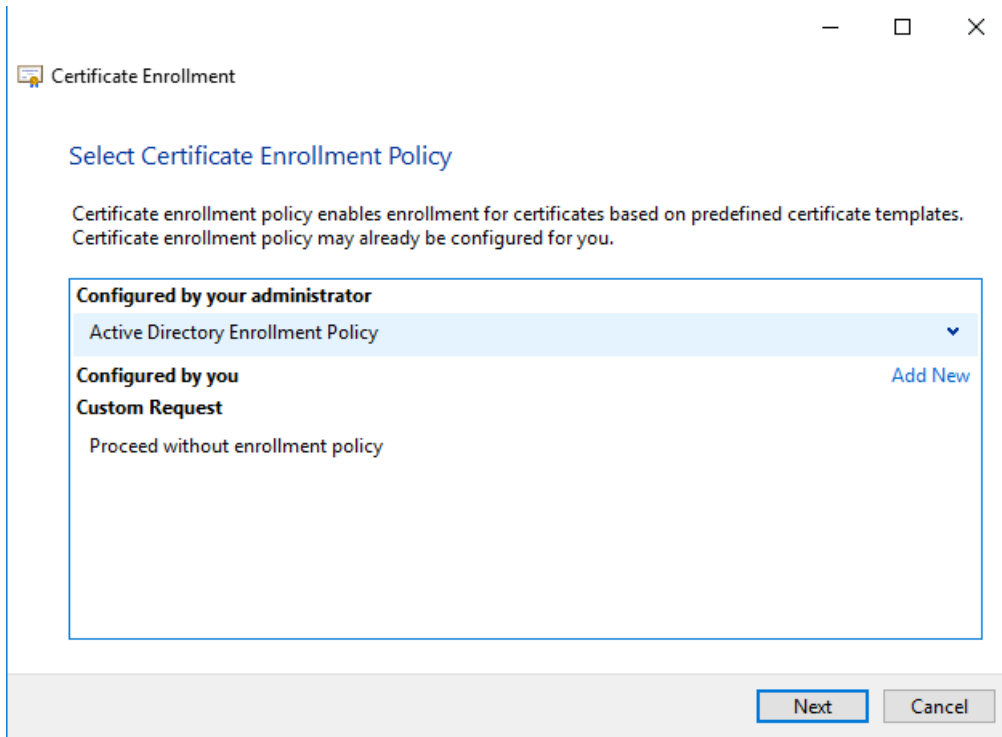 Certificate Enrollment
Select Certificate Enrollment Policy
Certificate enrollment policy enables enrollment for certificates based on predefined certificate templates.
Certificate enrollment policy may already be configured for you.
Configured by your administrator
Active Directory Enrollment Policy
Configured by you Add New
Custom Request
Proceed without enrollment policy
Next Cancel